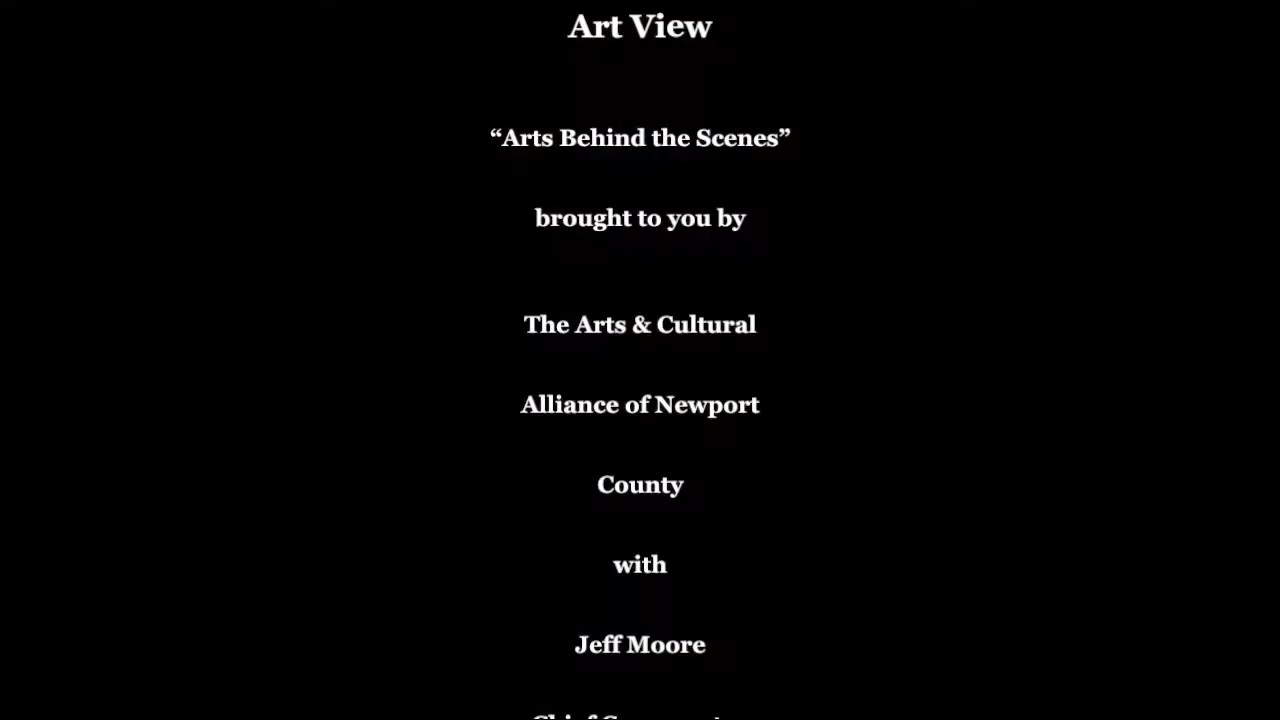 Art View
“Arts Behind the Scenes”
brought to you by
The Arts & Cultural
Alliance of Newport
County
with
Jeff Moore
Chief